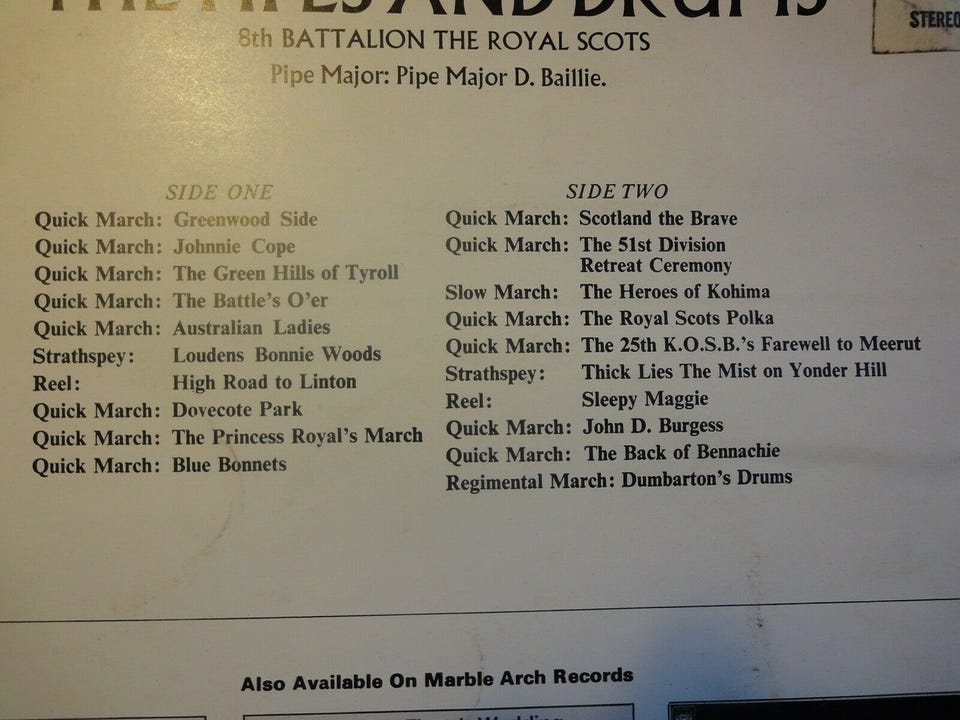 THE PIPES AND DRUMS
STEREO
8th BATTALION THE ROYAL SCOTS
Pipe Major: Pipe Major D. Baillie.
SIDE ONE
Quick March: Greenwood Side
Quick March: Johnnie Cope
Quick March: The Green Hills of Tyroll
Quick March: The Battle's O'er
Quick March: Australian Ladies
Strathspey: Loudens Bonnie Woods
Reel: High Road to Linton
Quick March: Dovecote Park
Quick March: The Princess Royal's March
Quick March: Blue Bonnets
SIDE TWO
Quick March: Scotland the Brave
Quick March: The 51st Division
Retreat Ceremony
Slow March: The Heroes of Kohima
Quick March: The Royal Scots Polka
Quick March: The 25th K.O.S.B.'s Farewell to Meerut
Strathspey: Thick Lies The Mist on Yonder Hill
Reel: Sleepy Maggie
Quick March: John D. Burgess
Quick March: The Back of Bennachie
Regimental March: Dumbarton's Drums
Also Available On Marble Arch Records